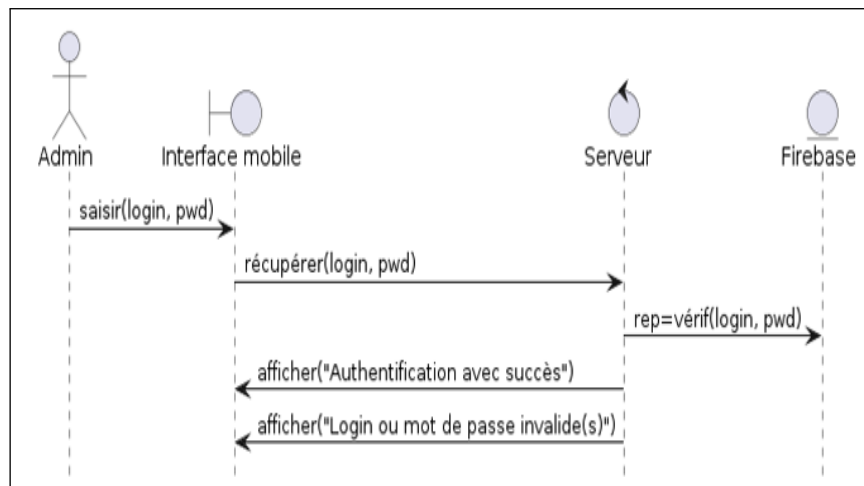 Admin
Interface mobile
Serveur
Firebase
saisir(login, pwd)
récupérer(login, pwd)
rep=vérif(login, pwd)
afficher("Authentification avec succès")
afficher("Login ou mot de passe invalide(s)")